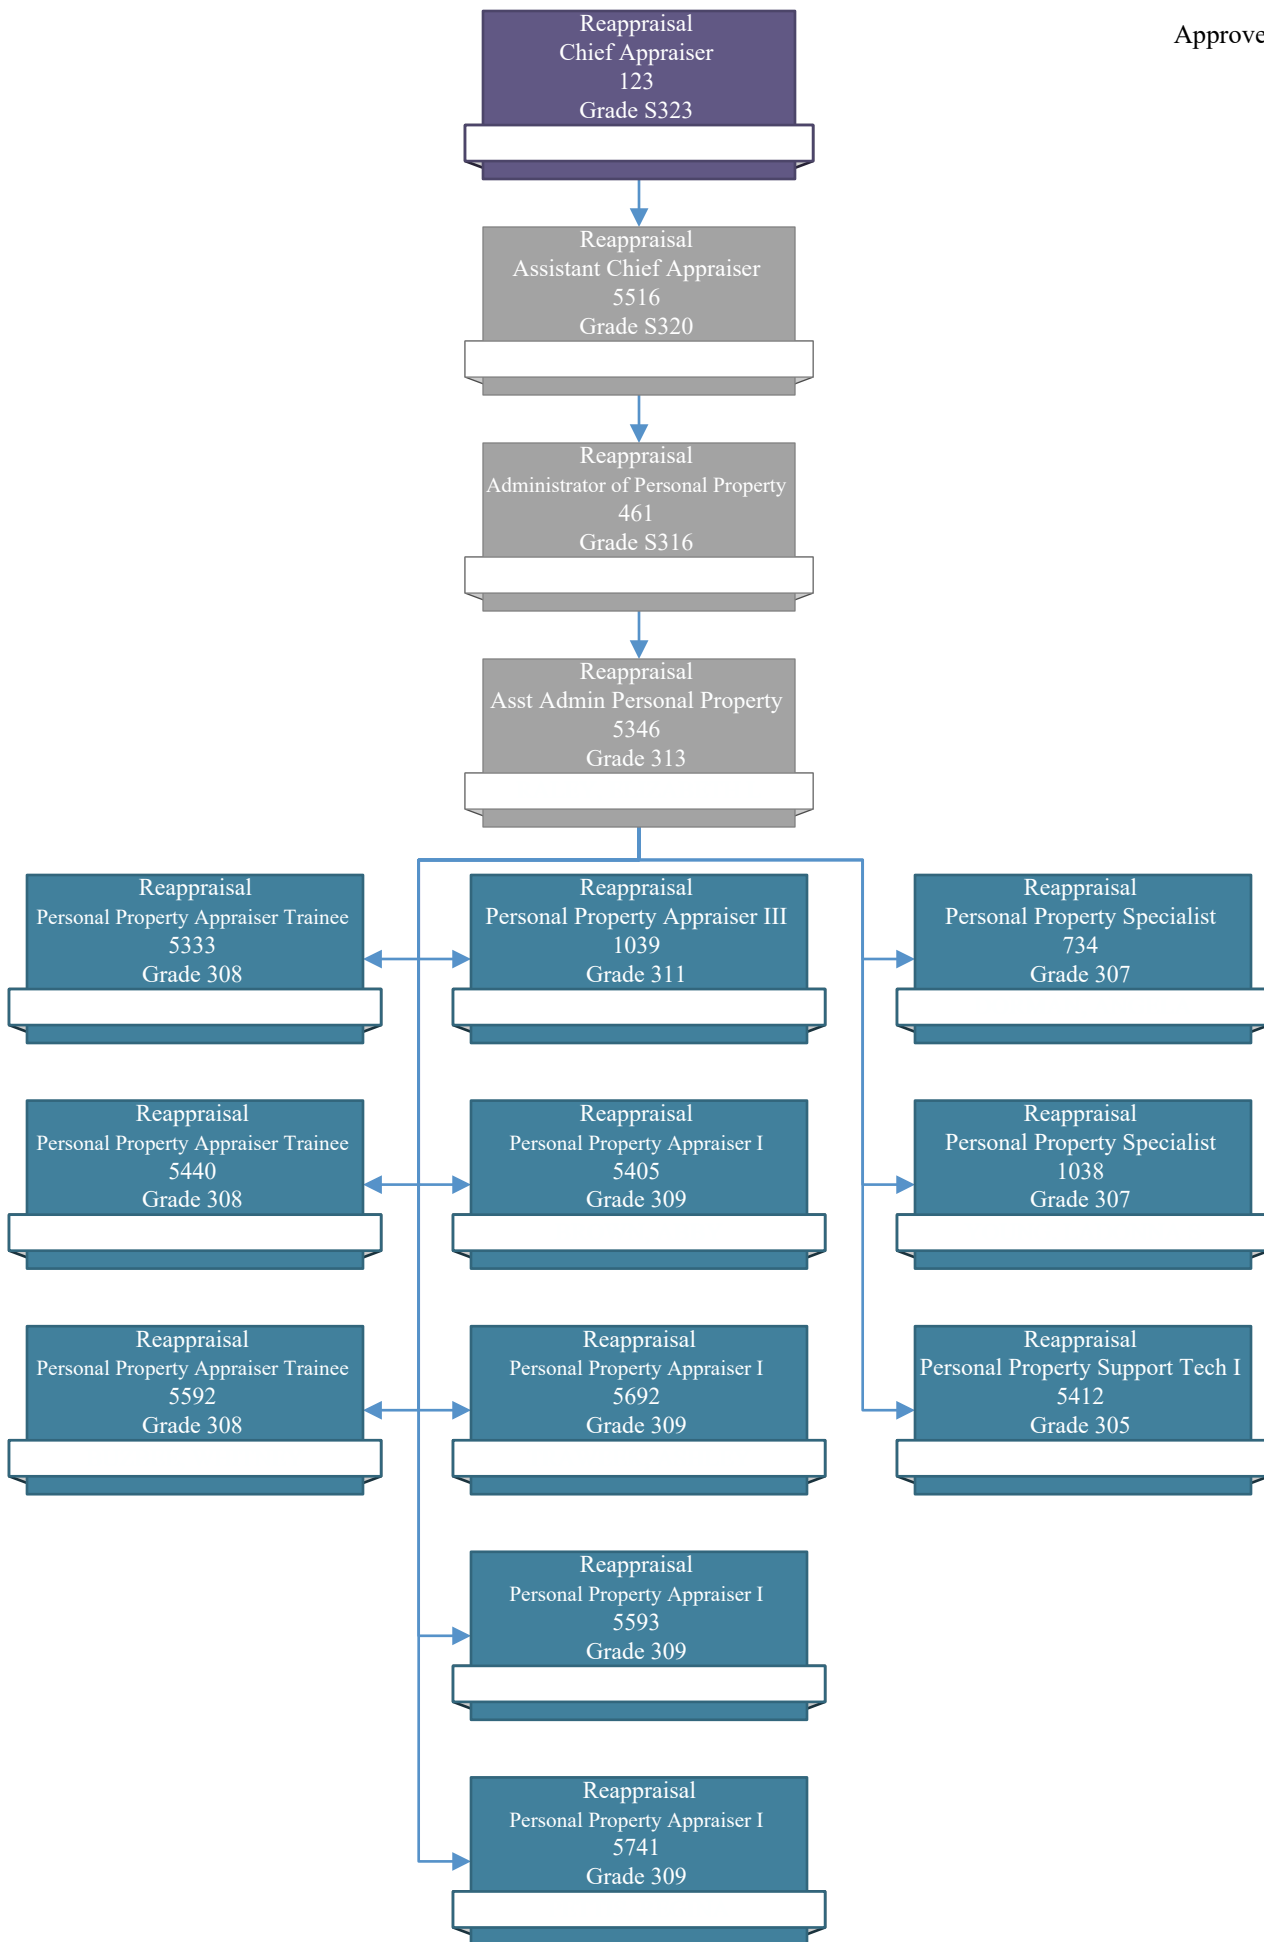 Approve
Reappraisal
Chief Appraiser
123
Grade S323
Reappraisal
Assistant Chief Appraiser
5516
Grade S320
Reappraisal
Administrator of Personal Property
461
Grade S316
Reappraisal
Asst Admin Personal Property
5346
Grade 313
Reappraisal
Personal Property Appraiser Trainee
5333
Grade 308
Reappraisal
Personal Property Appraiser III
1039
Grade 311
Reappraisal
Personal Property Specialist
734
Grade 307
Reappraisal
Personal Property Appraiser Trainee
5440
Grade 308
Reappraisal
Personal Property Appraiser I
5405
Grade 309
Reappraisal
Personal Property Specialist
1038
Grade 307
Reappraisal
Personal Property Appraiser Trainee
5592
Grade 308
Reappraisal
Personal Property Appraiser I
5692
Grade 309
Reappraisal
Personal Property Support Tech I
5412
Grade 305
Reappraisal
Personal Property Appraiser I
5593
Grade 309
Reappraisal
Personal Property Appraiser I
5741
Grade 309